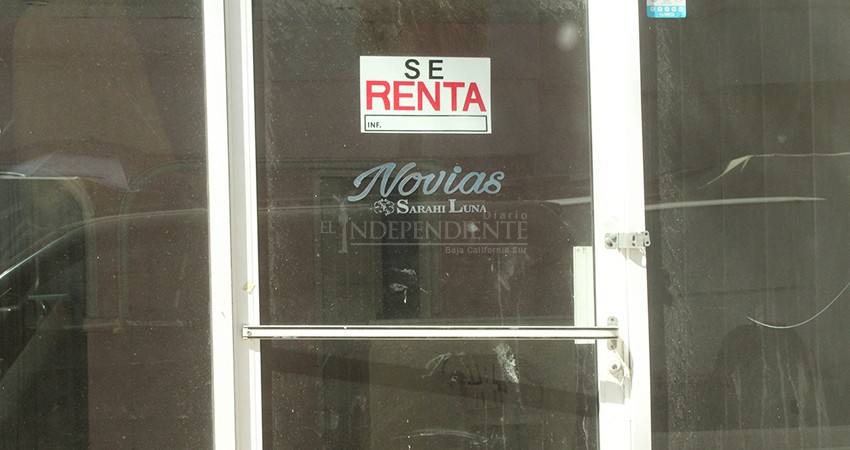 SE
RENTA
INF.
Novias
SARAHI LUNA
Diario
EL INDEPENDIENTE
Baja California Sur